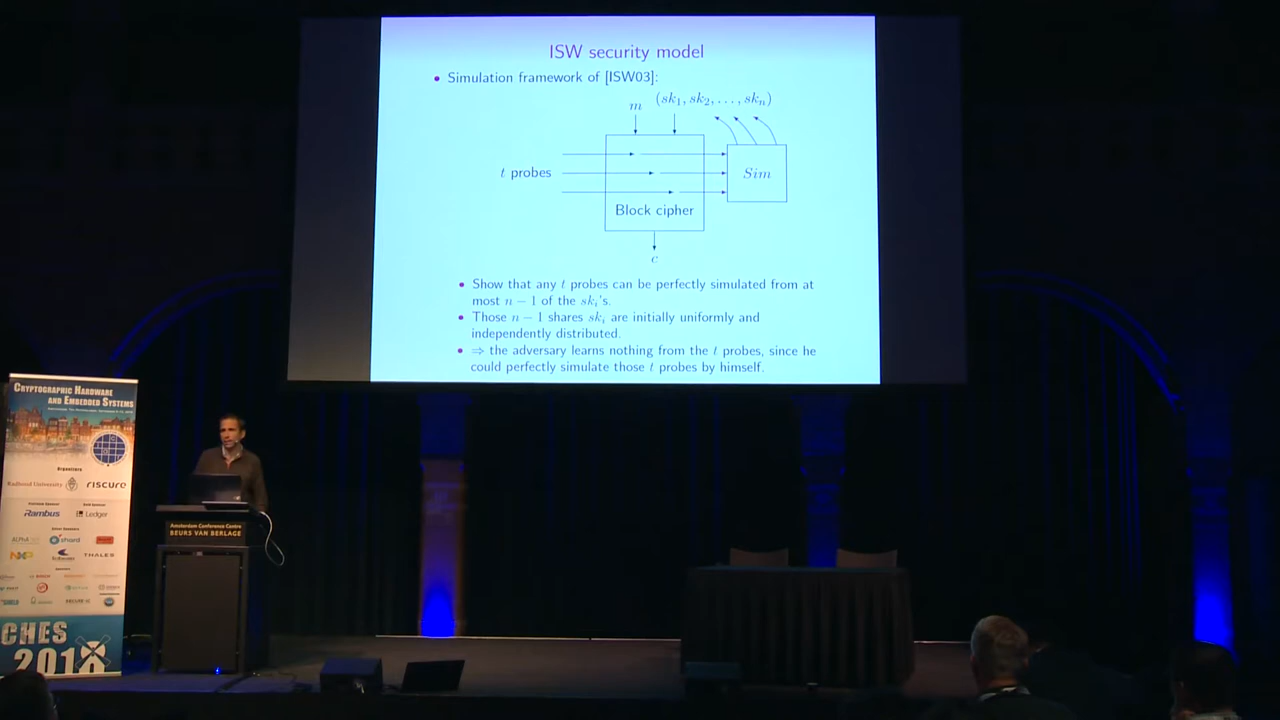 ISW security model
• Simulation framework of [ISW03]:
m
(sk₁, sk₂, . . . , skₙ)
t probes
Sim
Block cipher
c
• Show that any t probes can be perfectly simulated from at
most n − 1 of the skᵢ's.
• Those n − 1 shares skᵢ are initially uniformly and
independently distributed.
• ⇒ the adversary learns nothing from the t probes, since he
could perfectly simulate those t probes by himself.
Cryptographic Hardware
and Embedded Systems
Organizers
Radboud University
riscure
Rambus
Ledger
eshard
NXP
THALES
CHES
2018
Amsterdam Conference Centre
BEURS VAN BERLAGE